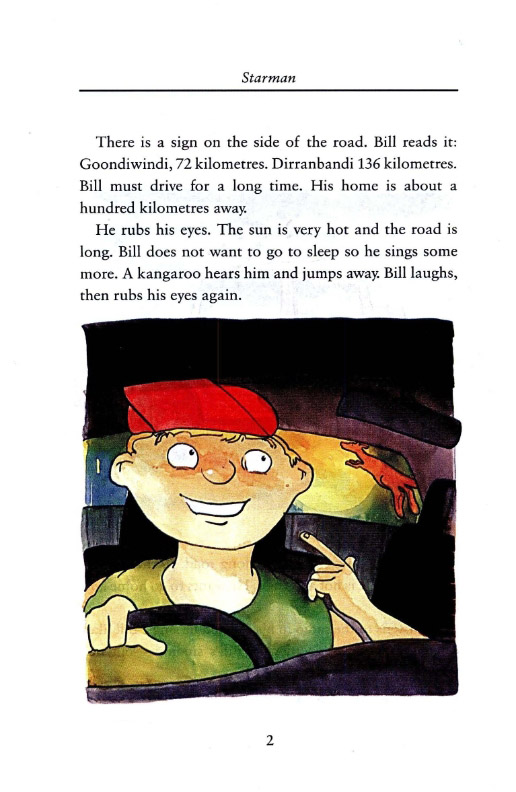 Starman
There is a sign on the side of the road. Bill reads it:
Goondiwindi, 72 kilometres. Dirranbandi 136 kilometres.
Bill must drive for a long time. His home is about a
hundred kilometres away.
He rubs his eyes. The sun is very hot and the road is
long. Bill does not want to go to sleep so he sings some
more. A kangaroo hears him and jumps away. Bill laughs,
then rubs his eyes again.
2